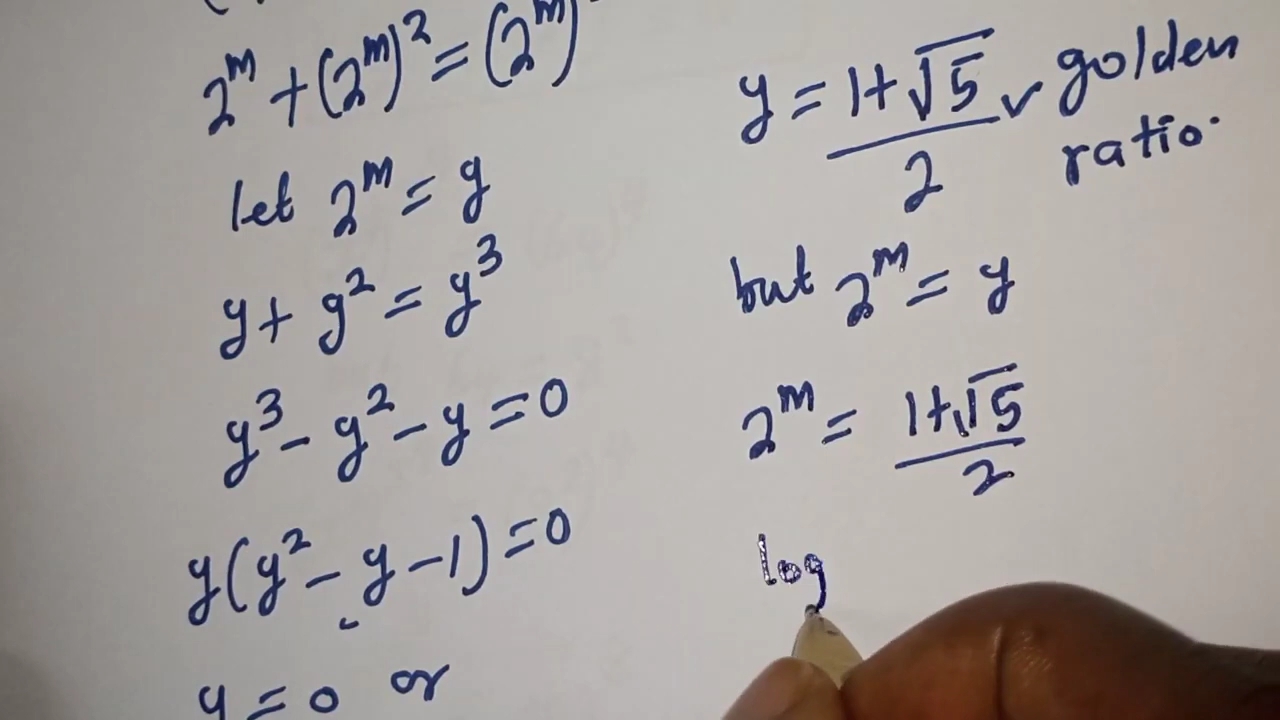 2^m + (2^m)^2 = (2^m)
let 2^m = y
y + y^2 = y^3
y^3 - y^2 - y = 0
y(y^2 - y - 1) = 0
y = 0 or
y = (1+√5)/2 ✓ golden ratio.
but 2^m = y
2^m = (1+√5)/2
log